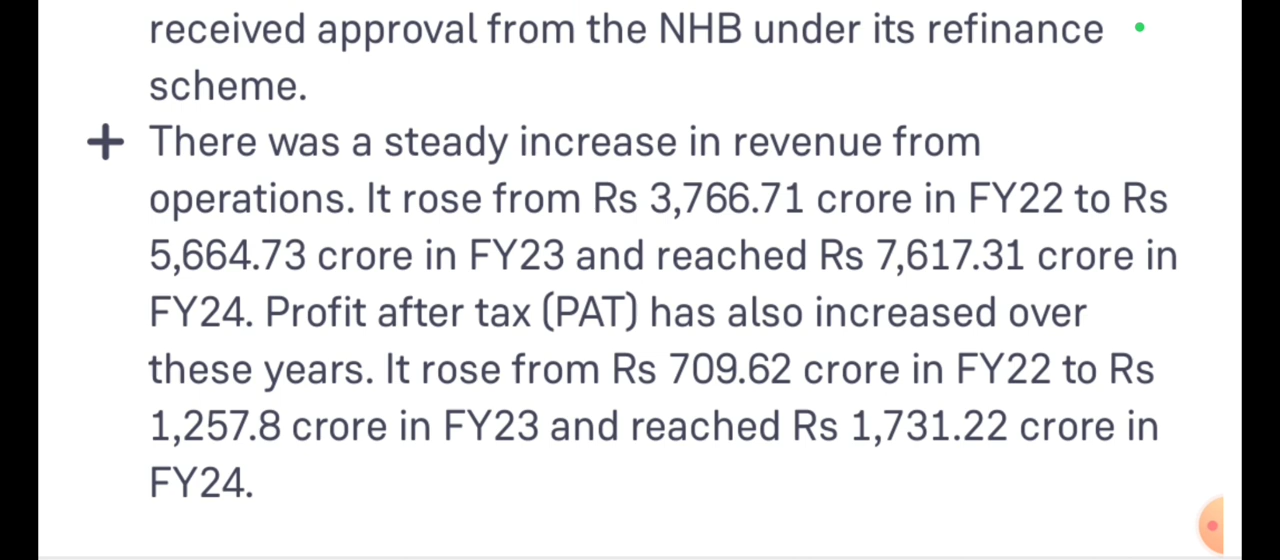 received approval from the NHB under its refinance
scheme.
+ There was a steady increase in revenue from
operations. It rose from Rs 3,766.71 crore in FY22 to Rs
5,664.73 crore in FY23 and reached Rs 7,617.31 crore in
FY24. Profit after tax (PAT) has also increased over
these years. It rose from Rs 709.62 crore in FY22 to Rs
1,257.8 crore in FY23 and reached Rs 1,731.22 crore in
FY24.